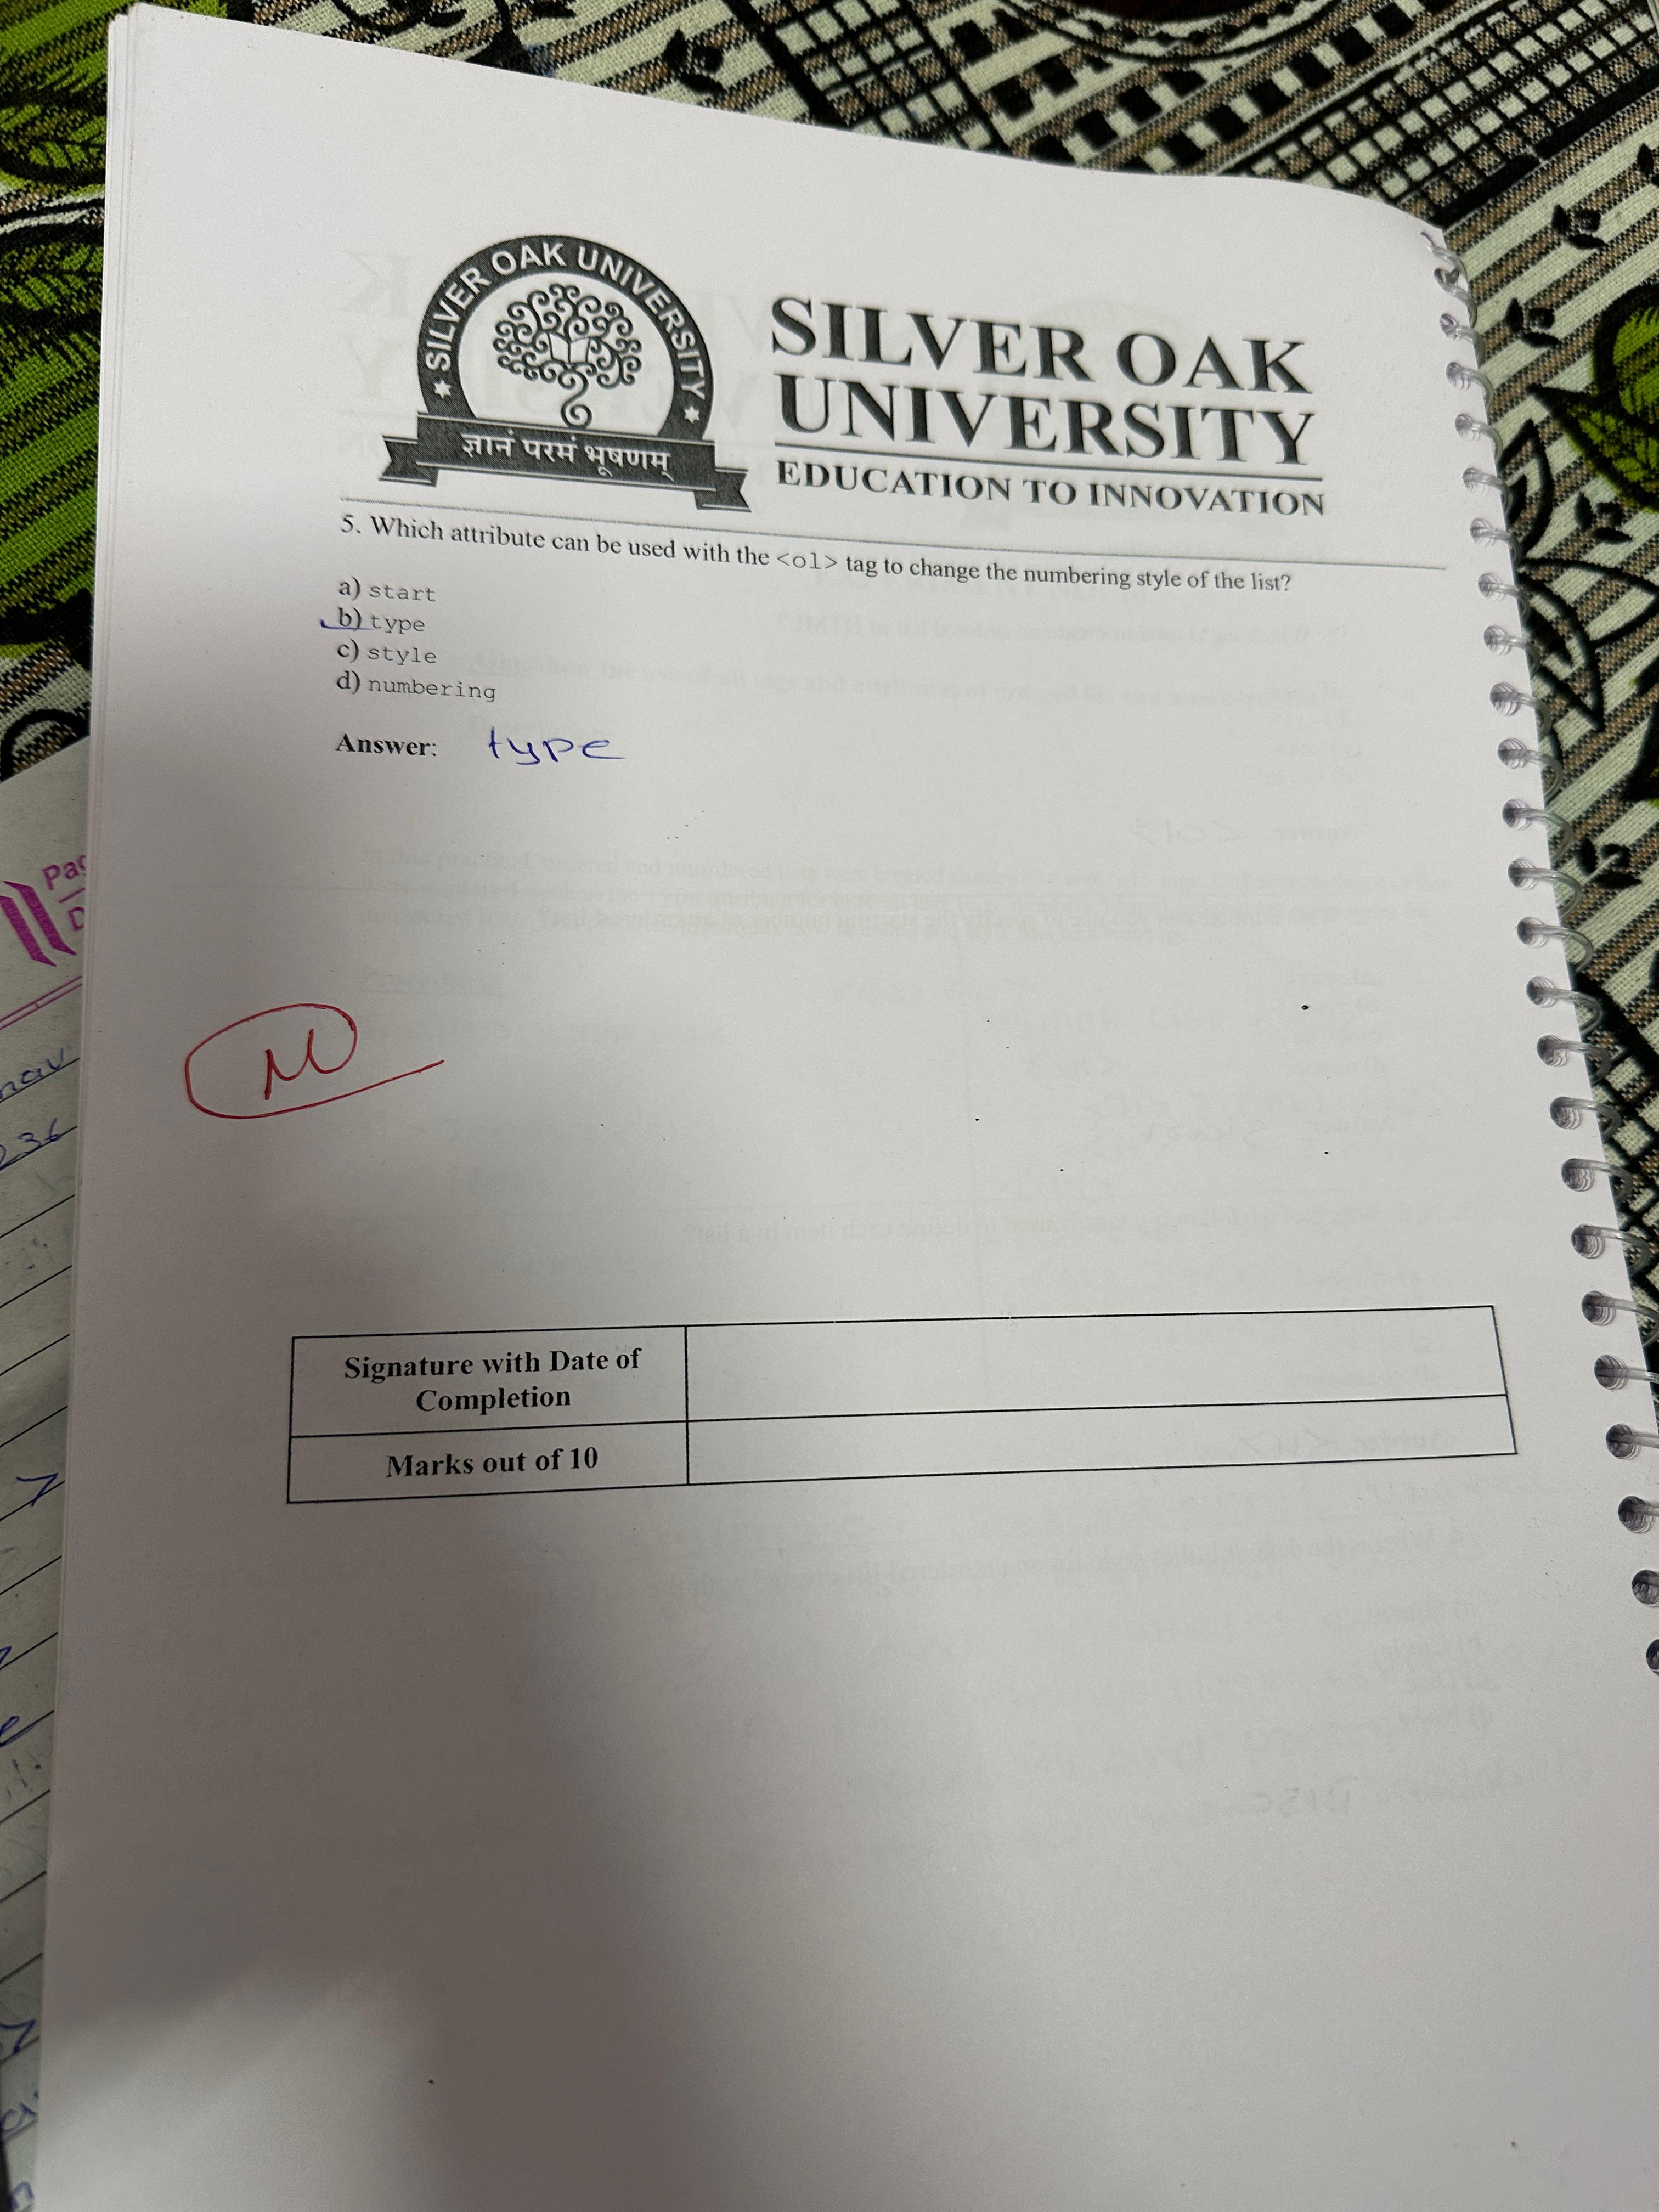 SILVER OAK UNIVERSITY
ज्ञानं परमं भूषणम्
SILVER OAK
UNIVERSITY
EDUCATION TO INNOVATION
5. Which attribute can be used with the <ol> tag to change the numbering style of the list?
a) start
b) type
c) style
d) numbering
Answer: type
Signature with Date of
Completion
Marks out of 10